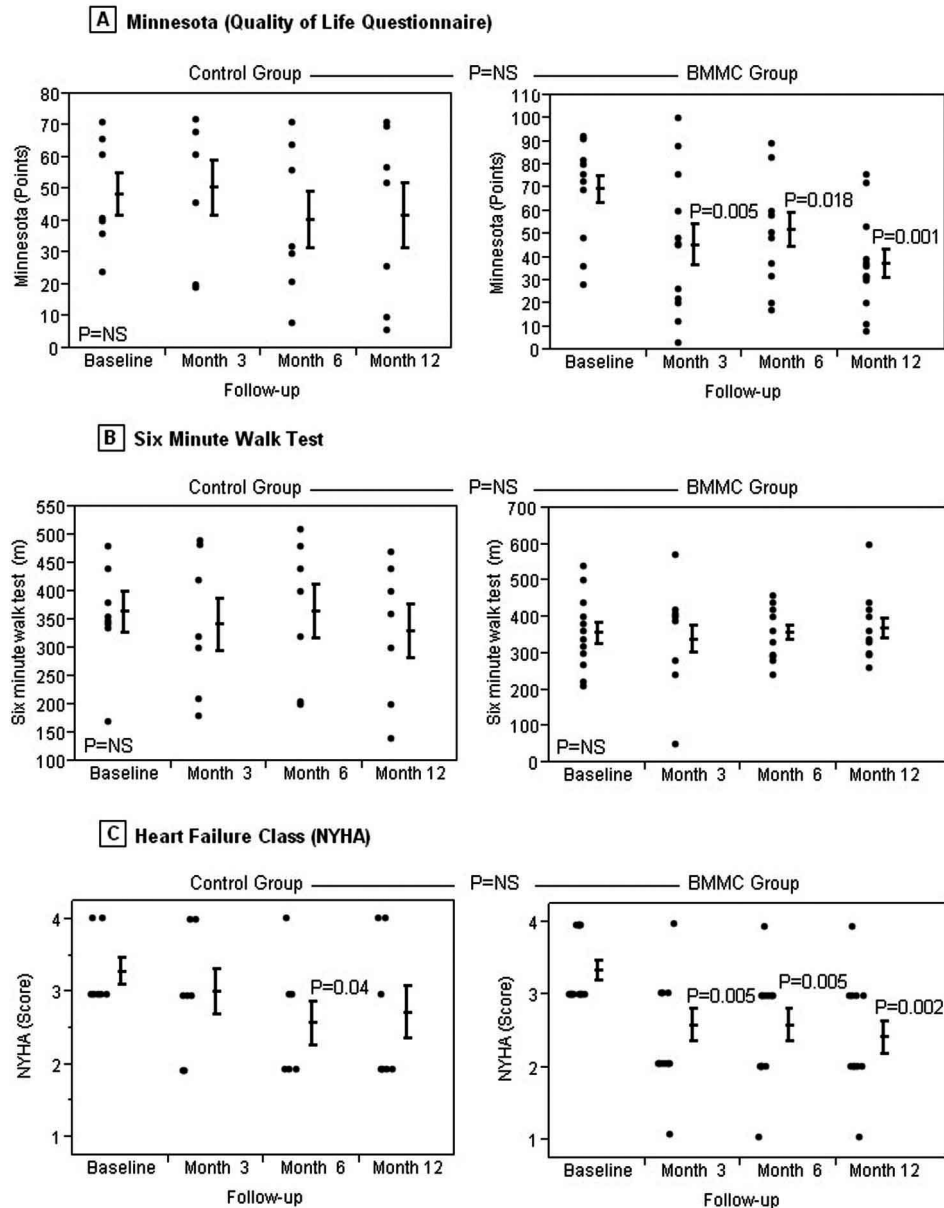 A Minnesota (Quality of Life Questionnaire)
Control Group P=NS BMMC Group
Minnesota (Points)
80
70
60
50
40
30
20
10
0
P=NS
Baseline Month 3 Month 6 Month 12
Follow-up
Minnesota (Points)
110
100
90
80
70
60
50
40
30
20
10
0
P=0.005
P=0.018
P=0.001
Baseline Month 3 Month 6 Month 12
Follow-up
B Six Minute Walk Test
Control Group P=NS BMMC Group
Six minute walk test (m)
550
500
450
400
350
300
250
200
150
100
P=NS
Baseline Month 3 Month 6 Month 12
Six minute walk test (m)
700
600
500
400
300
200
100
0
P=NS
Baseline Month 3 Month 6 Month 12
C Heart Failure Class (NYHA)
Control Group P=NS BMMC Group
NYHA (Score)
4
3
2
1
P=0.04
Baseline Month 3 Month 6 Month 12
Follow-up
NYHA (Score)
4
3
2
1
P=0.005
P=0.005
P=0.002
Baseline Month 3 Month 6 Month 12
Follow-up